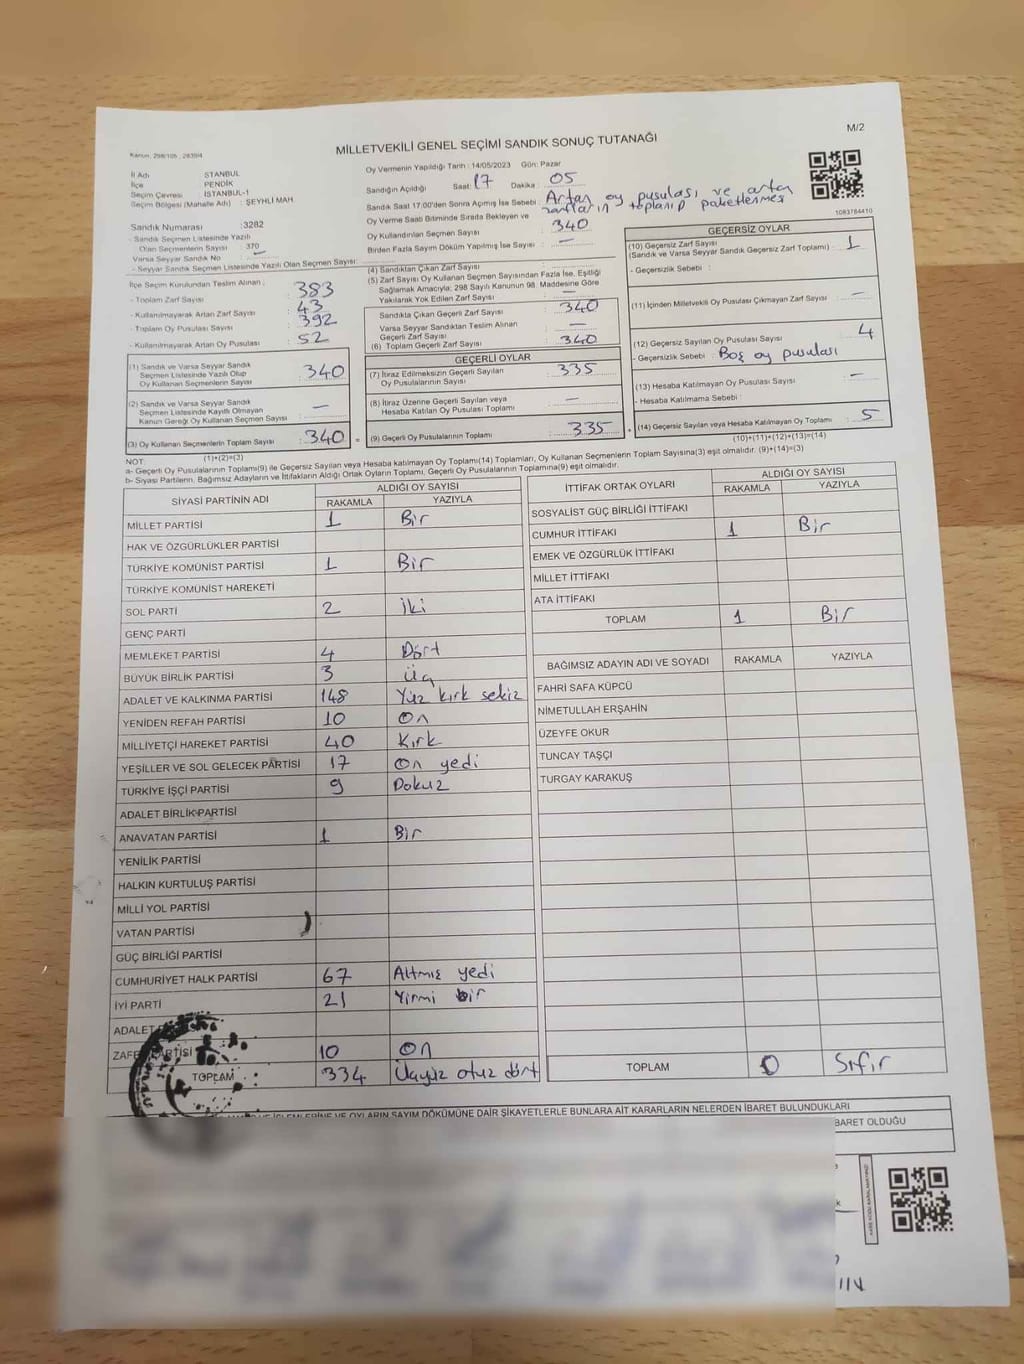 M/2
MİLLETVEKİLİ GENEL SEÇİMİ SANDIK SONUÇ TUTANAĞI
Kanun: 298/105 , 2839/4
Oy Vermenin Yapıldığı Tarih : 14/05/2023 Gün: Pazar
İl Adı : İSTANBUL
İlçe : PENDİK
Seçim Çevresi : İSTANBUL-1
Seçim Bölgesi (Mahalle Adı) : ŞEYHLİ MAH.
Sandığın Açıldığı Saat: 17 Dakika : 05
Sandık Saat 17.00'den Sonra Açılmış İse Sebebi : Artan oy pusulası ve artan zarfların toplanıp paketlenmesi
Oy Verme Saati Bitiminde Sırada Bekleyen ve
Oy Kullandırılan Seçmen Sayısı : 340
Birden Fazla Sayım Döküm Yapılmış İse Sayısı : —
1083784410
Sandık Numarası :3282
- Sandık Seçmen Listesinde Yazılı
Olan Seçmenlerin Sayısı : 370
Varsa Seyyar Sandık No : —
- Seyyar Sandık Seçmen Listesinde Yazılı Olan Seçmen Sayısı:
İlçe Seçim Kurulundan Teslim Alınan ;
- Toplam Zarf Sayısı : 383
- Kullanılmayarak Artan Zarf Sayısı : 43
- Toplam Oy Pusulası Sayısı : 392
- Kullanılmayarak Artan Oy Pusulası : 52
(1) Sandık ve Varsa Seyyar Sandık
Seçmen Listesinde Yazılı Olup
Oy Kullanan Seçmenlerin Sayısı : 340
(2) Sandık ve Varsa Seyyar Sandık
Seçmen Listesinde Kayıtlı Olmayan
Kanun Gereği Oy Kullanan Seçmen Sayısı : —
(3) Oy Kullanan Seçmenlerin Toplam Sayısı : 340 =
(1)+(2)=(3)
(4) Sandıktan Çıkan Zarf Sayısı :
(5) Zarf Sayısı Oy Kullanan Seçmen Sayısından Fazla İse, Eşitliği
Sağlamak Amacıyla; 298 Sayılı Kanunun 98. Maddesine Göre
Yakılarak Yok Edilen Zarf Sayısı : —
Sandıkta Çıkan Geçerli Zarf Sayısı : 340
Varsa Seyyar Sandıktan Teslim Alınan
Geçerli Zarf Sayısı : —
(6) Toplam Geçerli Zarf Sayısı : 340
GEÇERLİ OYLAR
(7) İtiraz Edilmeksizin Geçerli Sayılan
Oy Pusulalarının Sayısı : 335
(8) İtiraz Üzerine Geçerli Sayılan veya
Hesaba Katılan Oy Pusulası Toplamı : —
(9) Geçerli Oy Pusulalarının Toplamı : 335 +
GEÇERSİZ OYLAR
(10) Geçersiz Zarf Sayısı
(Sandık ve Varsa Seyyar Sandık Geçersiz Zarf Toplamı) : 1
- Geçersizlik Sebebi :
(11) İçinden Milletvekili Oy Pusulası Çıkmayan Zarf Sayısı : —
(12) Geçersiz Sayılan Oy Pusulası Sayısı : 4
- Geçersizlik Sebebi : Boş oy pusulası
(13) Hesaba Katılmayan Oy Pusulası Sayısı : —
- Hesaba Katılmama Sebebi :
(14) Geçersiz Sayılan veya Hesaba Katılmayan Oy Toplamı : 5
(10)+(11)+(12)+(13)=(14)
NOT:
a- Geçerli Oy Pusulalarının Toplamı(9) ile Geçersiz Sayılan veya Hesaba katılmayan Oy Toplamı(14) Toplamları, Oy Kullanan Seçmenlerin Toplam Sayısına(3) eşit olmalıdır. (9)+(14)=(3)
b- Siyasi Partilerin, Bağımsız Adayların ve İttifakların Aldığı Ortak Oyların Toplamı, Geçerli Oy Pusulalarının Toplamına(9) eşit olmalıdır.
SİYASİ PARTİNİN ADI ALDIĞI OY SAYISI
RAKAMLA YAZIYLA
MİLLET PARTİSİ 1 Bir
HAK VE ÖZGÜRLÜKLER PARTİSİ
TÜRKİYE KOMÜNİST PARTİSİ 1 Bir
TÜRKİYE KOMÜNİST HAREKETİ
SOL PARTİ 2 İki
GENÇ PARTİ
MEMLEKET PARTİSİ 4 Dört
BÜYÜK BİRLİK PARTİSİ 3 Üç
ADALET VE KALKINMA PARTİSİ 148 Yüz kırk sekiz
YENİDEN REFAH PARTİSİ 10 On
MİLLİYETÇİ HAREKET PARTİSİ 40 Kırk
YEŞİLLER VE SOL GELECEK PARTİSİ 17 On yedi
TÜRKİYE İŞÇİ PARTİSİ 9 Dokuz
ADALET BİRLİK PARTİSİ
ANAVATAN PARTİSİ 1 Bir
YENİLİK PARTİSİ
HALKIN KURTULUŞ PARTİSİ
MİLLİ YOL PARTİSİ
VATAN PARTİSİ
GÜÇ BİRLİĞİ PARTİSİ
CUMHURİYET HALK PARTİSİ 67 Altmış yedi
İYİ PARTİ 21 Yirmi bir
ADALET
ZAFER PARTİSİ 10 On
TOPLAM 334 Üçyüz otuz dört
İTTİFAK ORTAK OYLARI ALDIĞI OY SAYISI
RAKAMLA YAZIYLA
SOSYALİST GÜÇ BİRLİĞİ İTTİFAKI
CUMHUR İTTİFAKI 1 Bir
EMEK VE ÖZGÜRLÜK İTTİFAKI
MİLLET İTTİFAKI
ATA İTTİFAKI
TOPLAM 1 Bir
BAĞIMSIZ ADAYIN ADI VE SOYADI RAKAMLA YAZIYLA
FAHRİ SAFA KÜPCÜ
NİMETULLAH ERŞAHİN
ÜZEYFE OKUR
TUNCAY TAŞÇI
TURGAY KARAKUŞ
TOPLAM 0 Sıfır
VE İŞLEMLERİNE VE OYLARIN SAYIM DÖKÜMÜNE DAİR ŞİKAYETLERLE BUNLARA AİT KARARLARIN NELERDEN İBARET BULUNDUKLARI
BARET OLDUĞU